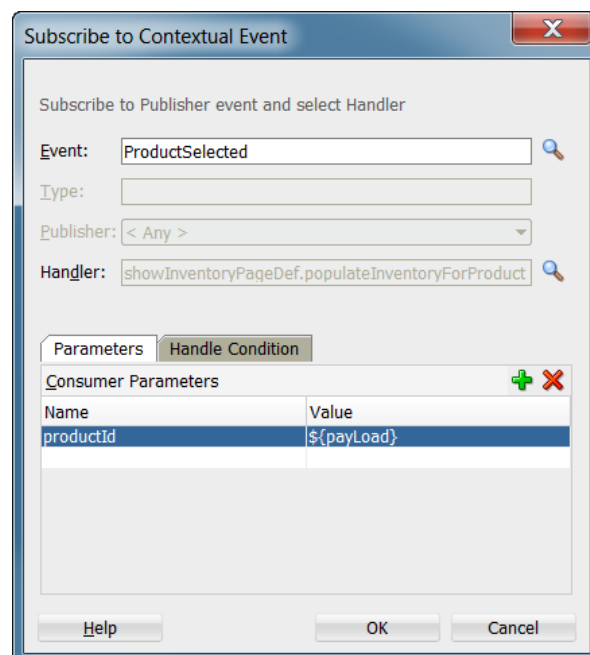 Subscribe to Contextual Event
Subscribe to Publisher event and select Handler
Event: ProductSelected
Type:
Publisher: < Any >
Handler: showInventoryPageDef.populateInventoryForProduct
Parameters Handle Condition
Consumer Parameters
Name Value
productId ${payLoad}
Help OK Cancel